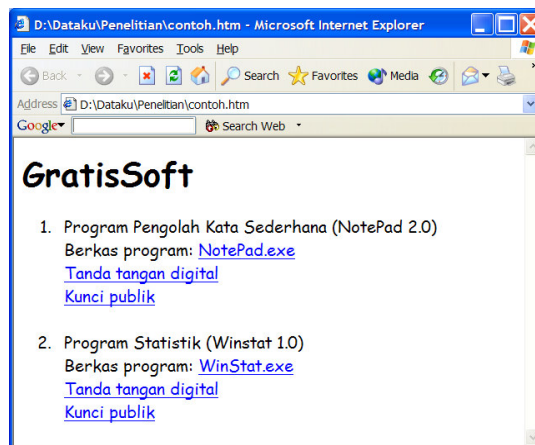 D:\Dataku\Penelitian\contoh.htm - Microsoft Internet Explorer
File Edit View Favorites Tools Help
Back Search Favorites Media
Address D:\Dataku\Penelitian\contoh.htm
Google Search Web
GratisSoft
1. Program Pengolah Kata Sederhana (NotePad 2.0)
Berkas program: NotePad.exe
Tanda tangan digital
Kunci publik
2. Program Statistik (Winstat 1.0)
Berkas program: WinStat.exe
Tanda tangan digital
Kunci publik